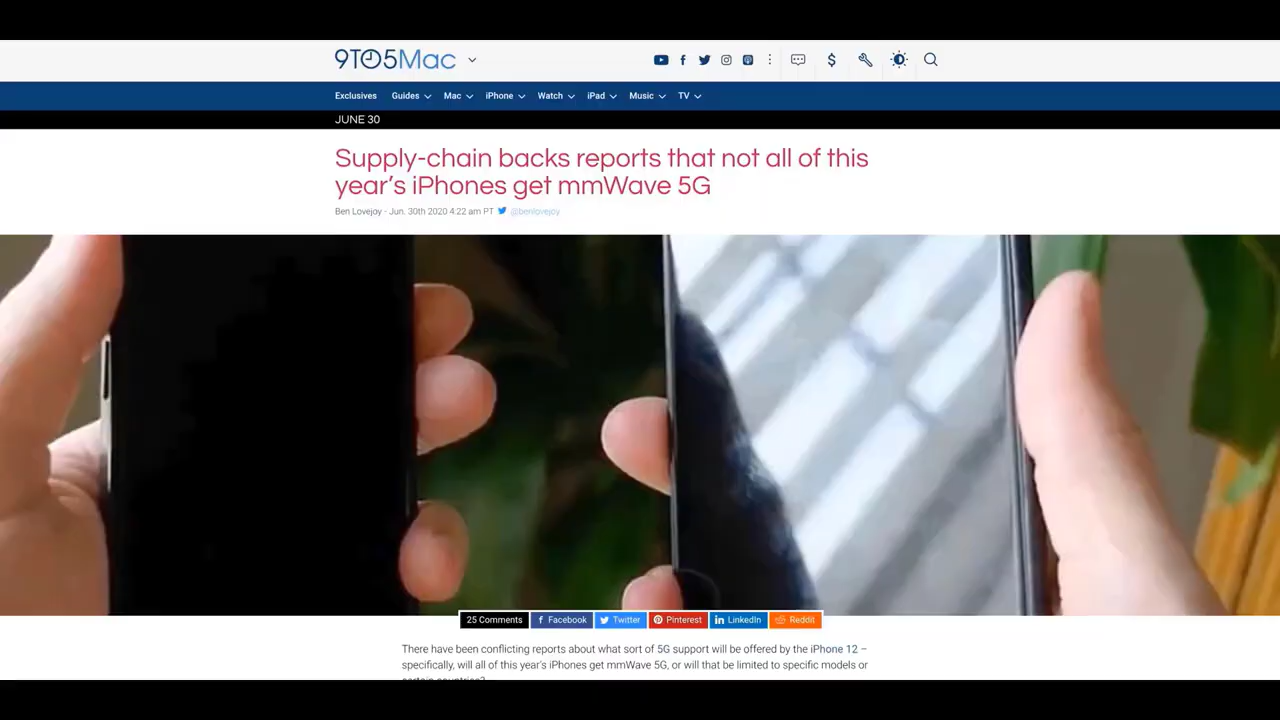 9TO5Mac
Exclusives Guides Mac iPhone Watch iPad Music TV
JUNE 30
Supply-chain backs reports that not all of this
year’s iPhones get mmWave 5G
Ben Lovejoy - Jun. 30th 2020 4:22 am PT @benlovejoy
25 Comments Facebook Twitter Pinterest LinkedIn Reddit
There have been conflicting reports about what sort of 5G support will be offered by the iPhone 12 –
specifically, will all of this year’s iPhones get mmWave 5G, or will that be limited to specific models or